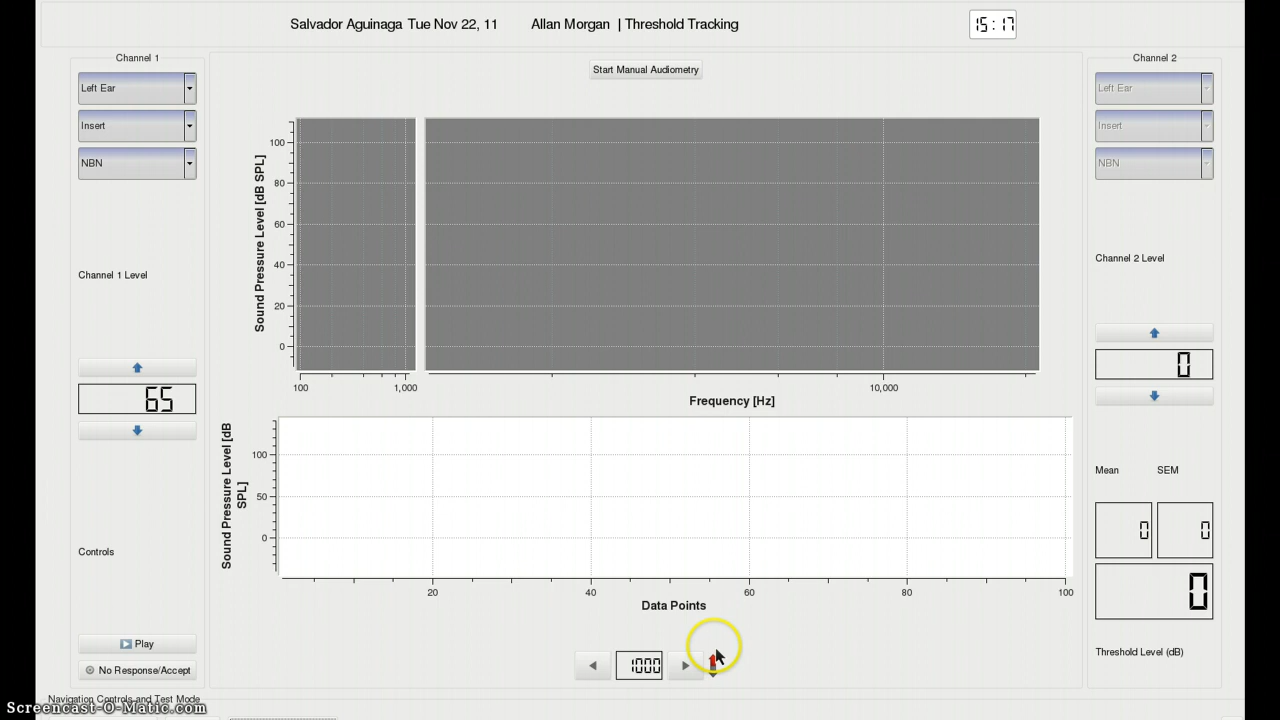 Salvador Aguinaga Tue Nov 22, 11 Allan Morgan | Threshold Tracking
15:17
Channel 1
Left Ear
Insert
NBN
Channel 1 Level
65
Controls
Play
No Response/Accept
Navigation Controls and Test Mode
Start Manual Audiometry
Sound Pressure Level [dB SPL]
100
80
60
40
20
0
100 1,000 10,000
Frequency [Hz]
Sound Pressure Level [dB
SPL]
100
50
0
20 40 60 80 100
Data Points
1000
Channel 2
Left Ear
Insert
NBN
Channel 2 Level
0
Mean SEM
0 0
0
Threshold Level (dB)
Screencast-O-Matic.com